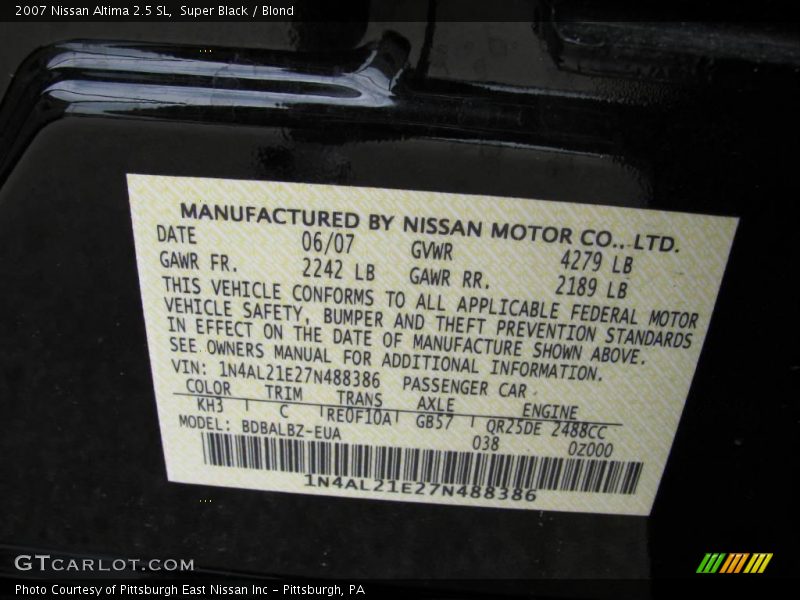 2007 Nissan Altima 2.5 SL, Super Black / Blond
MANUFACTURED BY NISSAN MOTOR CO., LTD.
DATE 06/07 GVWR 4279 LB
GAWR FR. 2242 LB GAWR RR. 2189 LB
THIS VEHICLE CONFORMS TO ALL APPLICABLE FEDERAL MOTOR
VEHICLE SAFETY, BUMPER AND THEFT PREVENTION STANDARDS
IN EFFECT ON THE DATE OF MANUFACTURE SHOWN ABOVE.
SEE OWNERS MANUAL FOR ADDITIONAL INFORMATION.
VIN: 1N4AL21E27N488386 PASSENGER CAR
COLOR TRIM TRANS AXLE ENGINE
KH3 C RE0F10A GB57 QR25DE 2488CC
MODEL: BDBALBZ-EUA 038 0Z000
1N4AL21E27N488386
GTCARLOT.COM
Photo Courtesy of Pittsburgh East Nissan Inc - Pittsburgh, PA